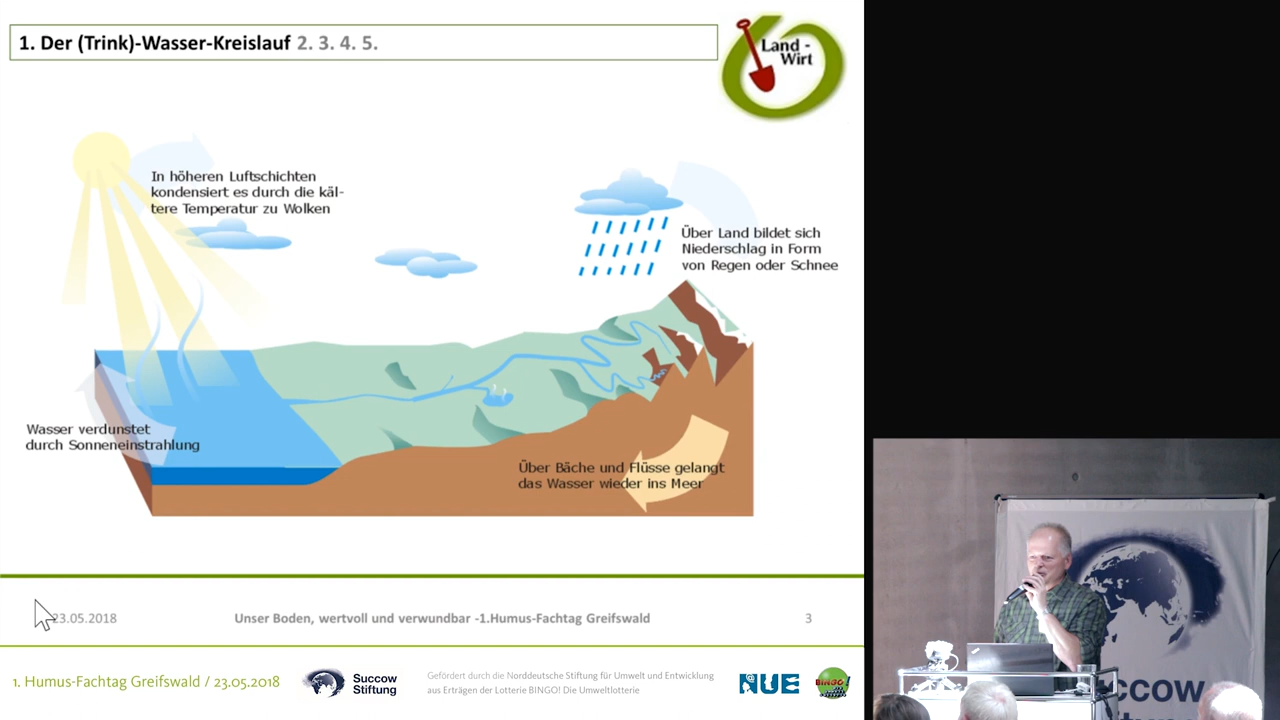 1. Der (Trink)-Wasser-Kreislauf 2. 3. 4. 5.
Land -
Wirt
In höheren Luftschichten
kondensiert es durch die käl-
tere Temperatur zu Wolken
Über Land bildet sich
Niederschlag in Form
von Regen oder Schnee
Wasser verdunstet
durch Sonneneinstrahlung
Über Bäche und Flüsse gelangt
das Wasser wieder ins Meer
23.05.2018
Unser Boden, wertvoll und verwundbar -1.Humus-Fachtag Greifswald
3
1. Humus-Fachtag Greifswald / 23.05.2018
Succow
Stiftung
Gefördert durch die Norddeutsche Stiftung für Umwelt und Entwicklung
aus Erträgen der Lotterie BINGO! Die Umweltlotterie
NUE
BINGO!
ccow